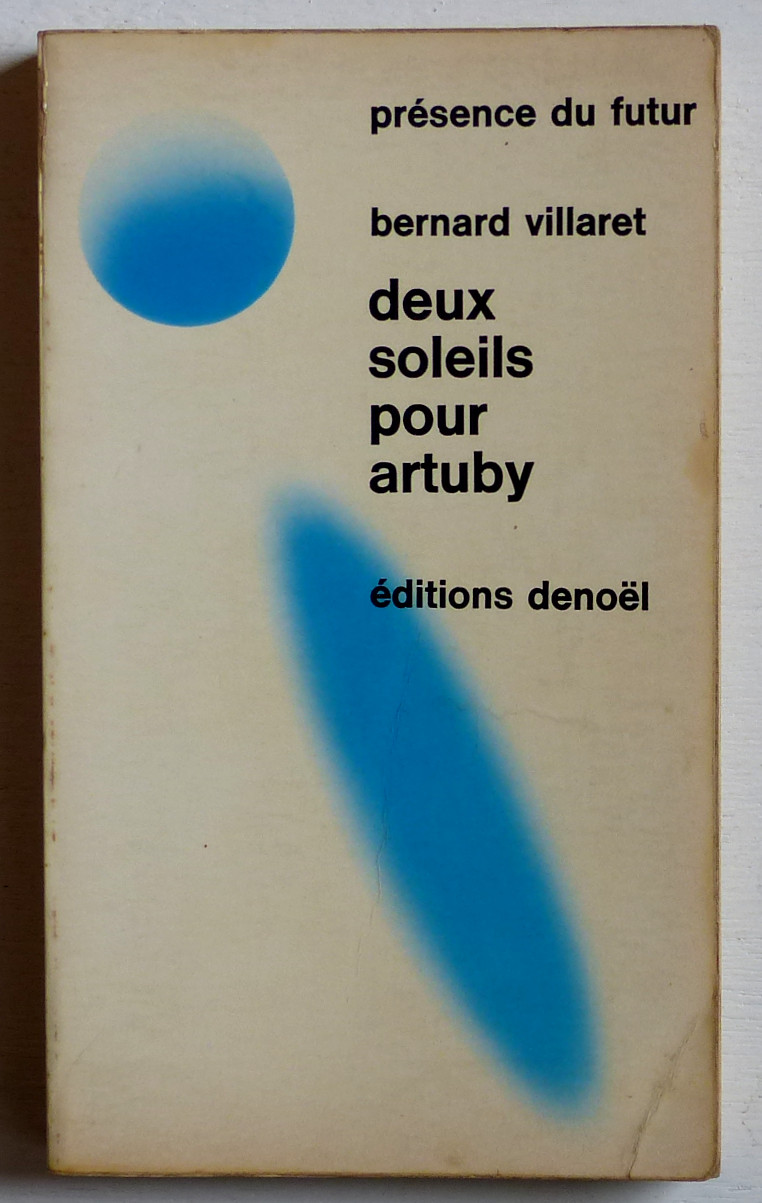 présence du futur
bernard villaret
deux
soleils
pour
artuby
éditions denoël